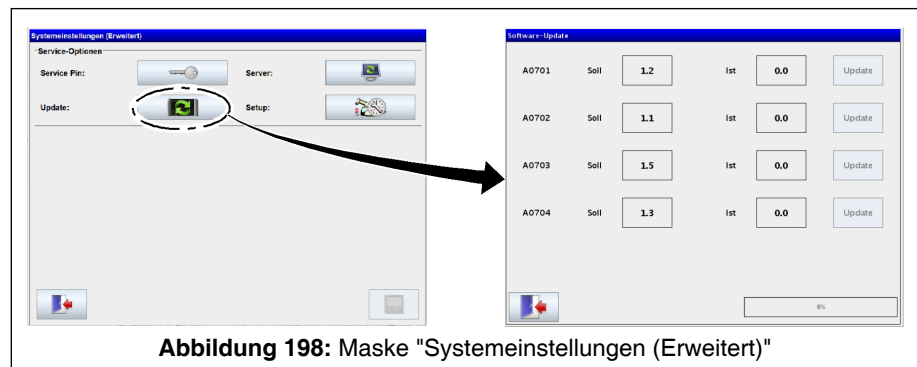 Systemeinstellungen (Erweitert)
Service-Optionen
Service Pin:
Server:
Update:
Setup:
Software-Update
A0701 Soll 1.2 Ist 0.0 Update
A0702 Soll 1.1 Ist 0.0 Update
A0703 Soll 1.5 Ist 0.0 Update
A0704 Soll 1.3 Ist 0.0 Update
0%
Abbildung 198: Maske "Systemeinstellungen (Erweitert)"